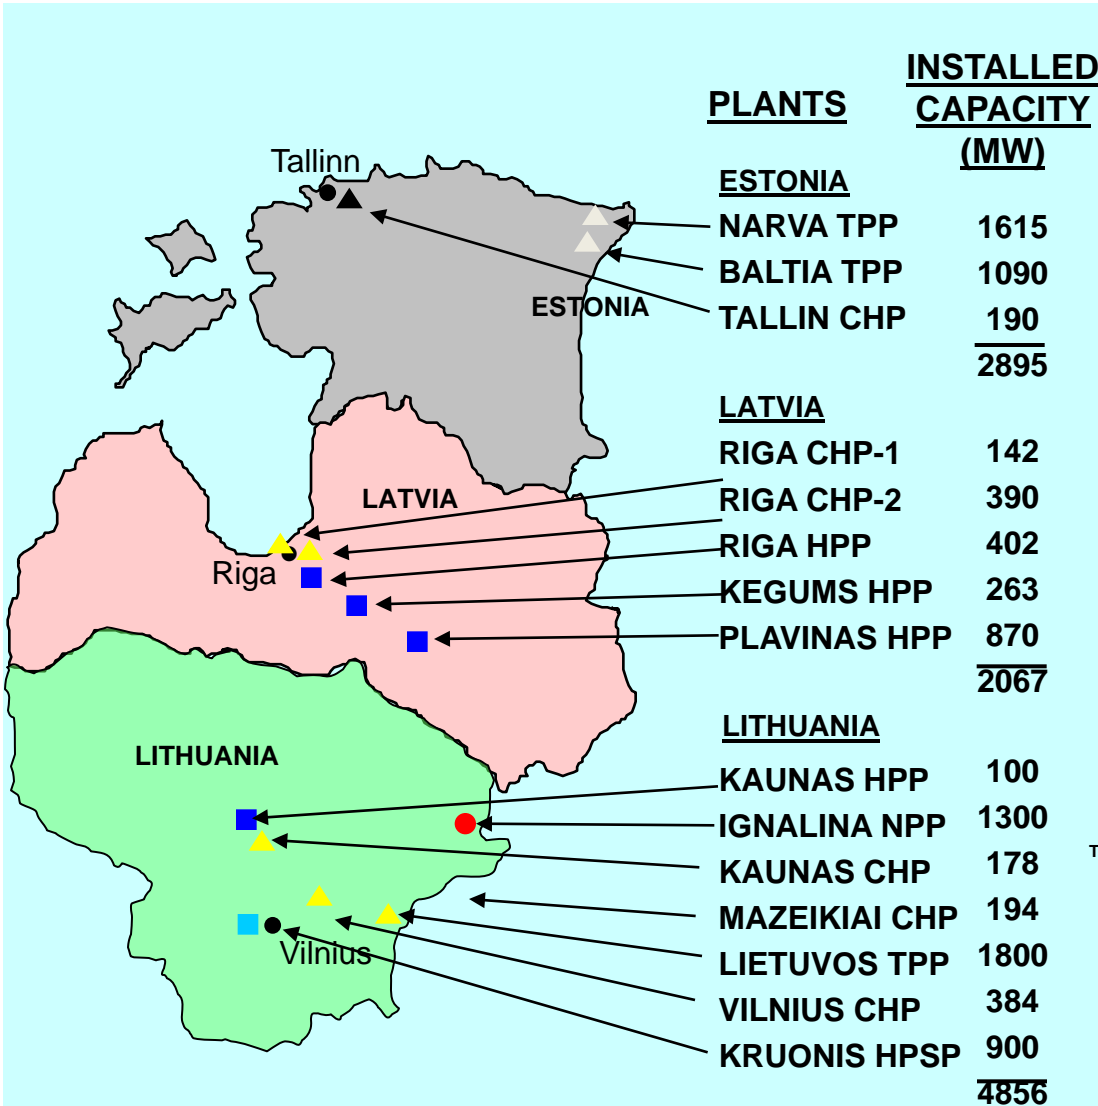 PLANTS
INSTALLED
CAPACITY
(MW)
Tallinn
ESTONIA
NARVA TPP 1615
BALTIA TPP 1090
ESTONIA
TALLIN CHP 190
2895
LATVIA
RIGA CHP-1 142
LATVIA
RIGA CHP-2 390
RIGA HPP 402
Riga
KEGUMS HPP 263
PLAVINAS HPP 870
2067
LITHUANIA
LITHUANIA
KAUNAS HPP 100
IGNALINA NPP 1300
T
KAUNAS CHP 178
MAZEIKIAI CHP 194
Vilnius
LIETUVOS TPP 1800
VILNIUS CHP 384
KRUONIS HPSP 900
4856